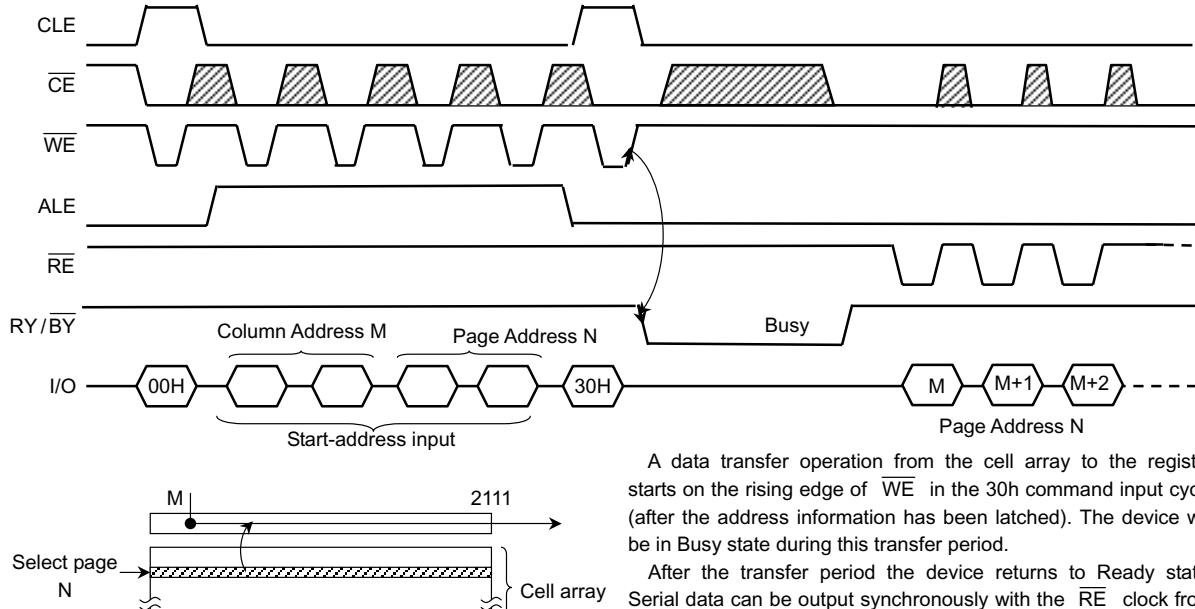 CLE
CE
WE
ALE
RE
RY/BY
Busy
Column Address M
Page Address N
I/O
00H
30H
M
M+1
M+2
Start-address input
Page Address N
M
2111
Select page
N
Cell array
A data transfer operation from the cell array to the regist
starts on the rising edge of WE in the 30h command input cyc
(after the address information has been latched). The device w
be in Busy state during this transfer period.
After the transfer period the device returns to Ready stat
Serial data can be output synchronously with the RE clock fro